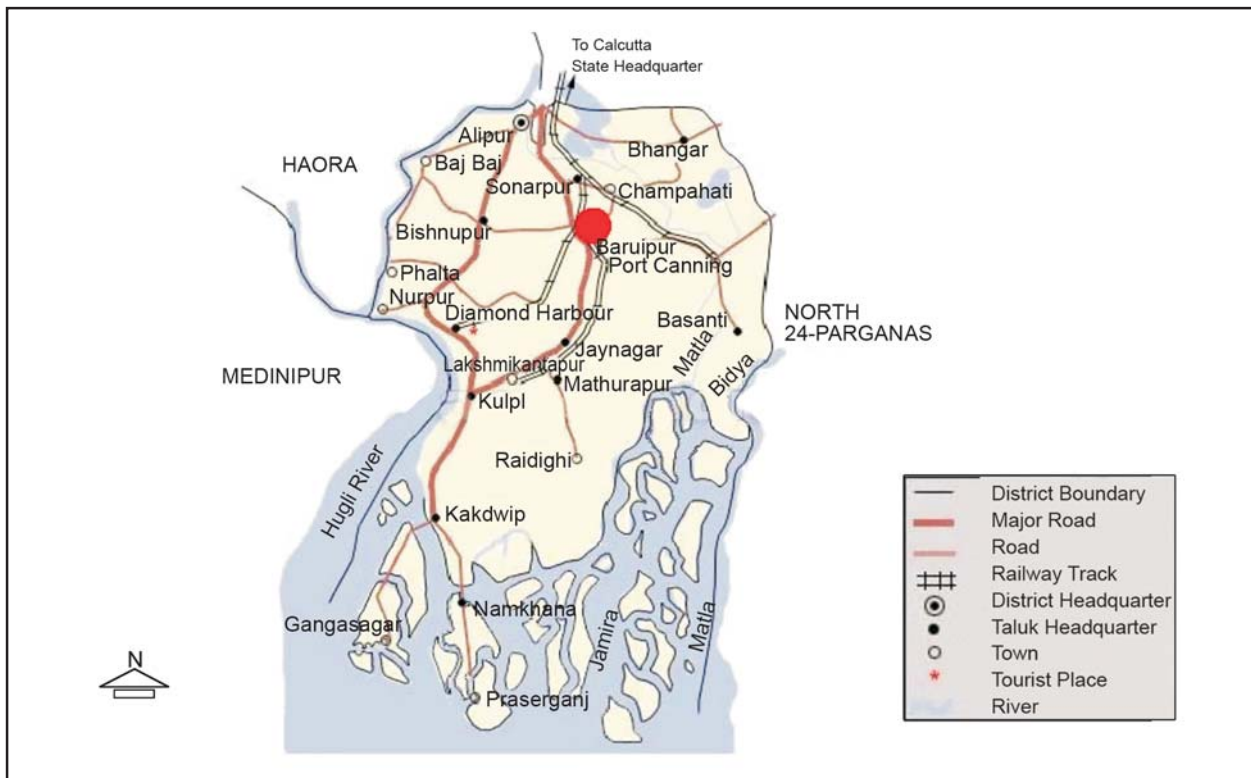 To Calcutta
State Headquarter
Alipur
Bhangar
HAORA
Baj Baj
Sonarpur
Champahati
Bishnupur
Baruipur
Port Canning
Phalta
Nurpur
Diamond Harbour
Basanti
NORTH
24-PARGANAS
Jaynagar
Matla
Bidya
Lakshmikantapur
MEDINIPUR
Mathurapur
Kulpl
Raidighi
Hugli River
Kakdwip
Namkhana
Gangasagar
Jamira
Matla
Praserganj
N
District Boundary
Major Road
Road
Railway Track
District Headquarter
Taluk Headquarter
Town
Tourist Place
River